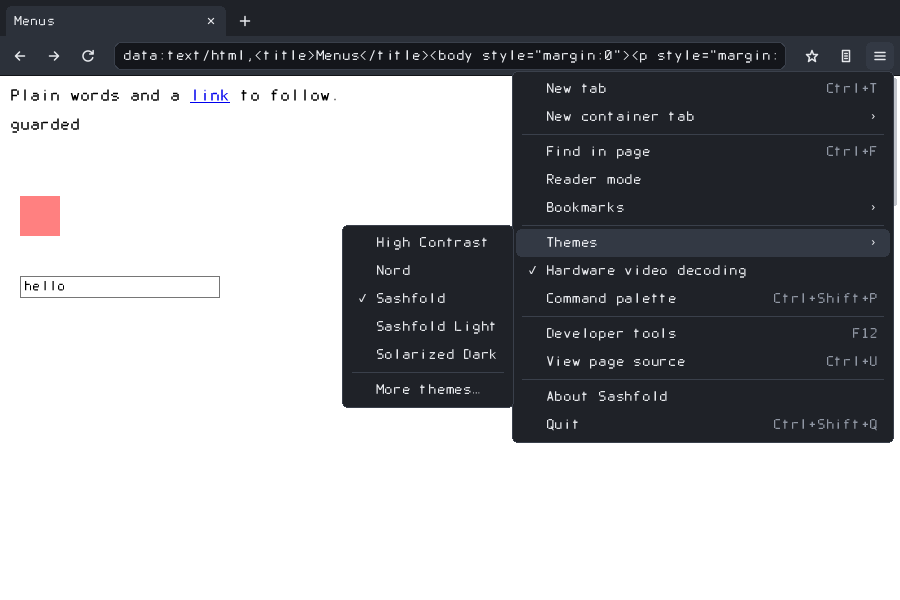 Menus
data:text/html,<title>Menus</title><body style="margin:0"><p style="margin:
Plain words and a link to follow.
guarded
hello
New tab Ctrl+T
New container tab
Find in page Ctrl+F
Reader mode
Bookmarks
Themes
Hardware video decoding
Command palette Ctrl+Shift+P
Developer tools F12
View page source Ctrl+U
About Sashfold
Quit Ctrl+Shift+Q
High Contrast
Nord
Sashfold
Sashfold Light
Solarized Dark
More themes…